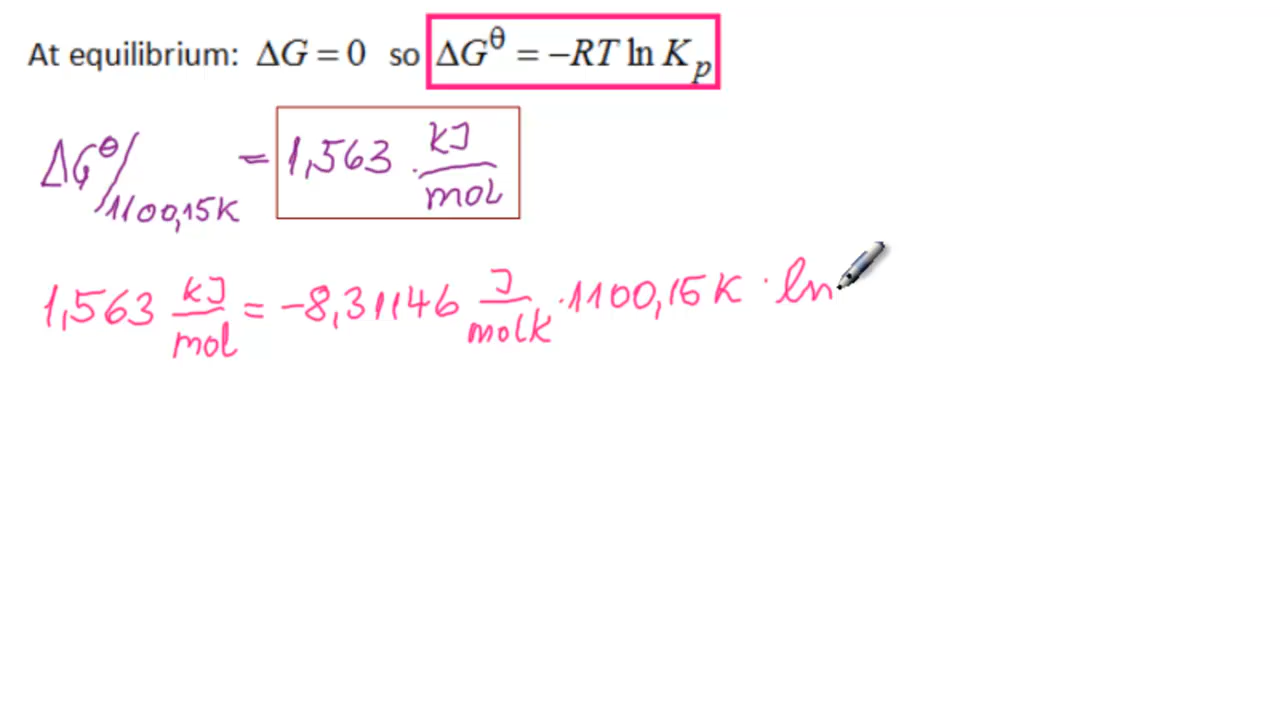 At equilibrium: ΔG = 0 so ΔG^θ = −RT ln K_p
ΔG^θ/1100,15K = 1,563 · kJ/mol
1,563 kJ/mol = −8,31146 J/molK · 1100,15K · ln